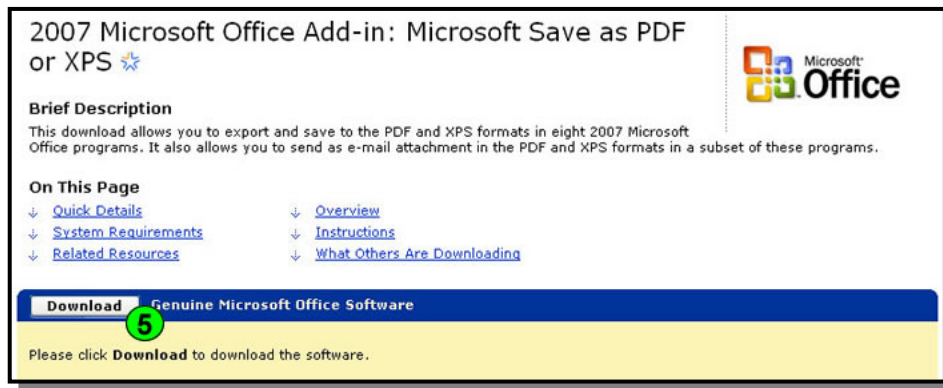 2007 Microsoft Office Add-in: Microsoft Save as PDF
or XPS
Microsoft
Office
Brief Description
This download allows you to export and save to the PDF and XPS formats in eight 2007 Microsoft
Office programs. It also allows you to send as e-mail attachment in the PDF and XPS formats in a subset of these programs.
On This Page
Quick Details
Overview
System Requirements
Instructions
Related Resources
What Others Are Downloading
Download Genuine Microsoft Office Software
5
Please click Download to download the software.